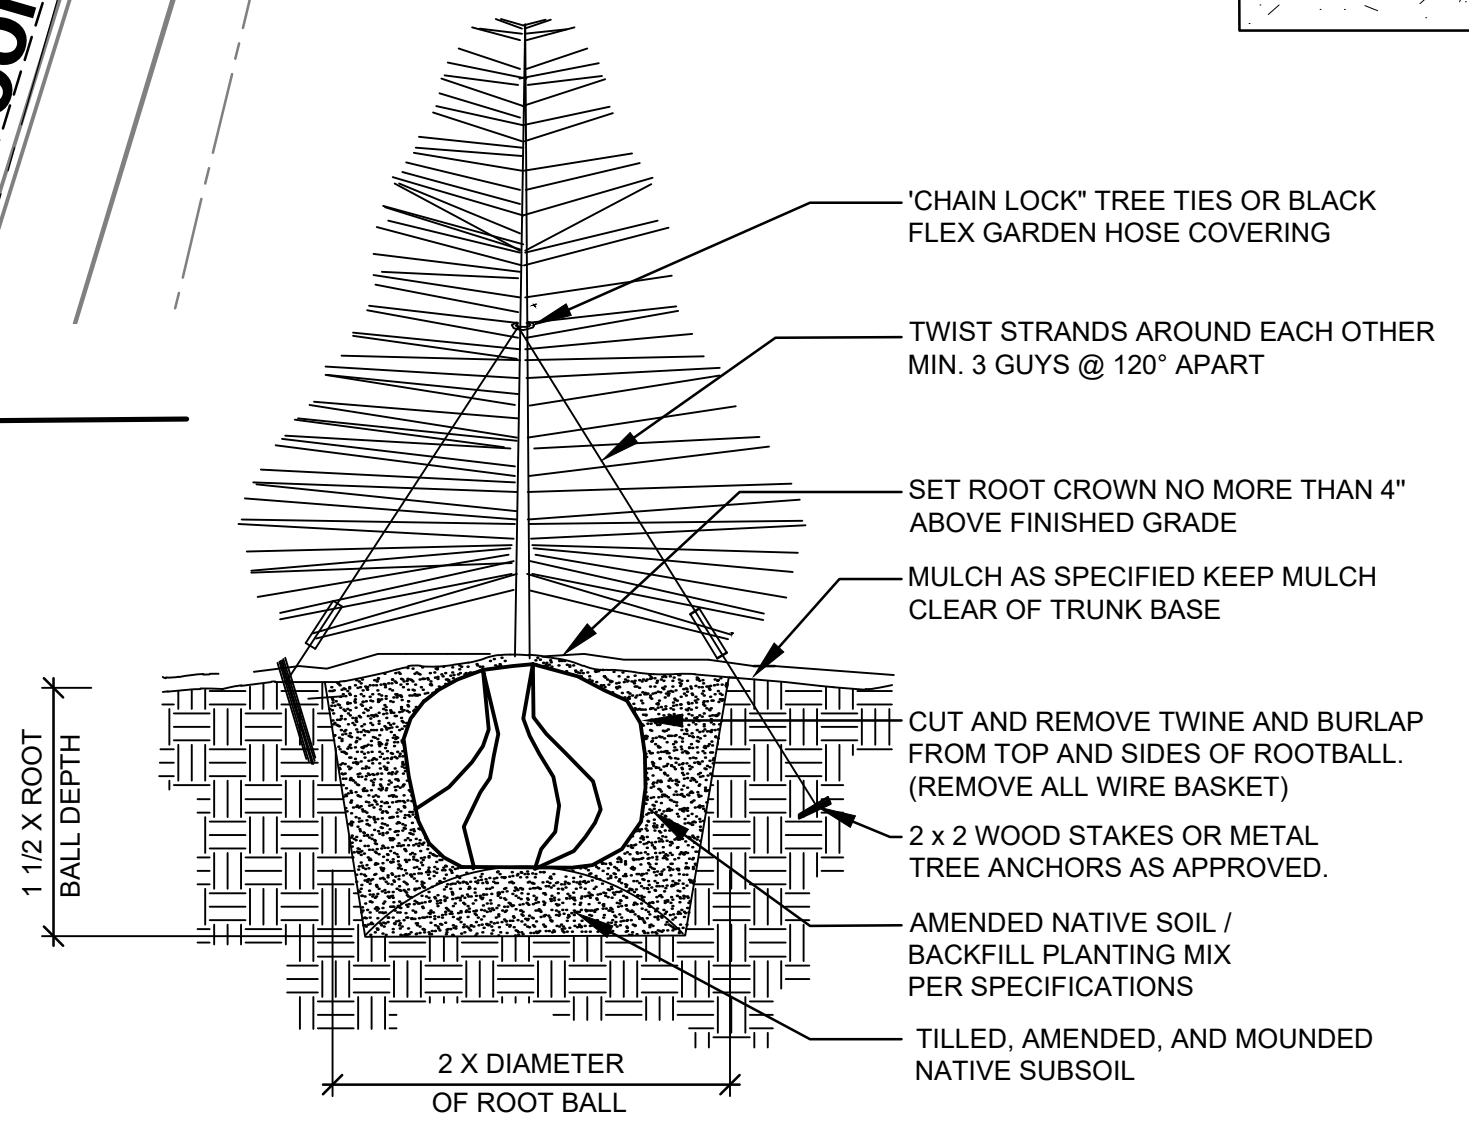 'CHAIN LOCK" TREE TIES OR BLACK
FLEX GARDEN HOSE COVERING
TWIST STRANDS AROUND EACH OTHER
MIN. 3 GUYS @ 120° APART
SET ROOT CROWN NO MORE THAN 4"
ABOVE FINISHED GRADE
MULCH AS SPECIFIED KEEP MULCH
CLEAR OF TRUNK BASE
CUT AND REMOVE TWINE AND BURLAP
FROM TOP AND SIDES OF ROOTBALL.
(REMOVE ALL WIRE BASKET)
2 x 2 WOOD STAKES OR METAL
TREE ANCHORS AS APPROVED.
AMENDED NATIVE SOIL /
BACKFILL PLANTING MIX
PER SPECIFICATIONS
TILLED, AMENDED, AND MOUNDED
NATIVE SUBSOIL
1 1/2 X ROOT
BALL DEPTH
2 X DIAMETER
OF ROOT BALL